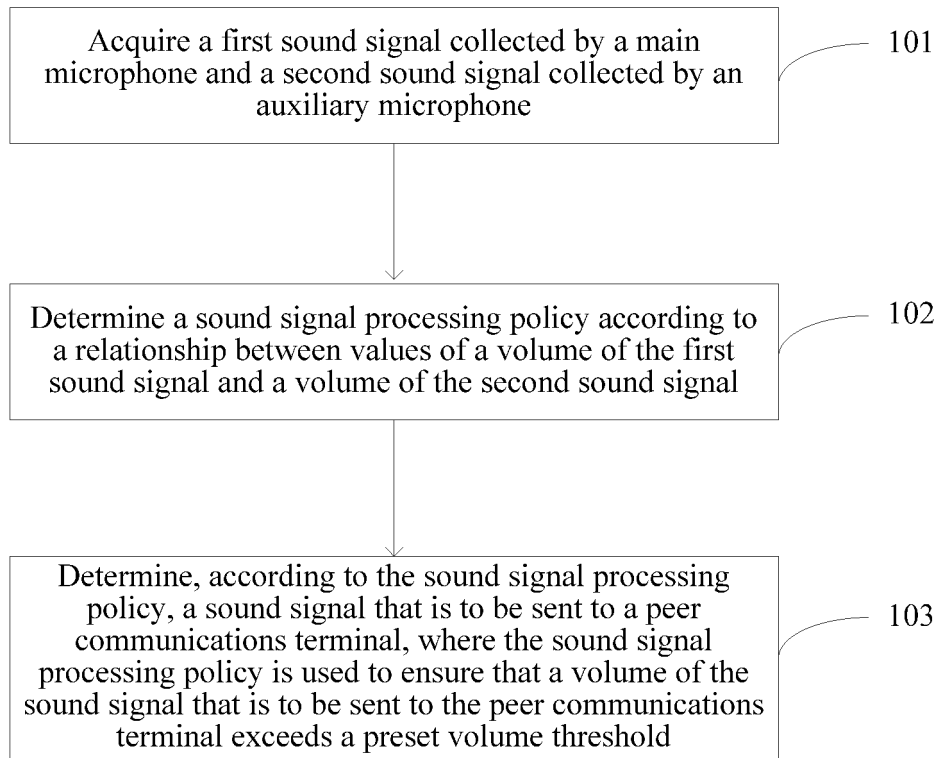 Acquire a first sound signal collected by a main
microphone and a second sound signal collected by an
auxiliary microphone
101
Determine a sound signal processing policy according to
a relationship between values of a volume of the first
sound signal and a volume of the second sound signal
102
Determine, according to the sound signal processing
policy, a sound signal that is to be sent to a peer
communications terminal, where the sound signal
processing policy is used to ensure that a volume of the
sound signal that is to be sent to the peer communications
terminal exceeds a preset volume threshold
103